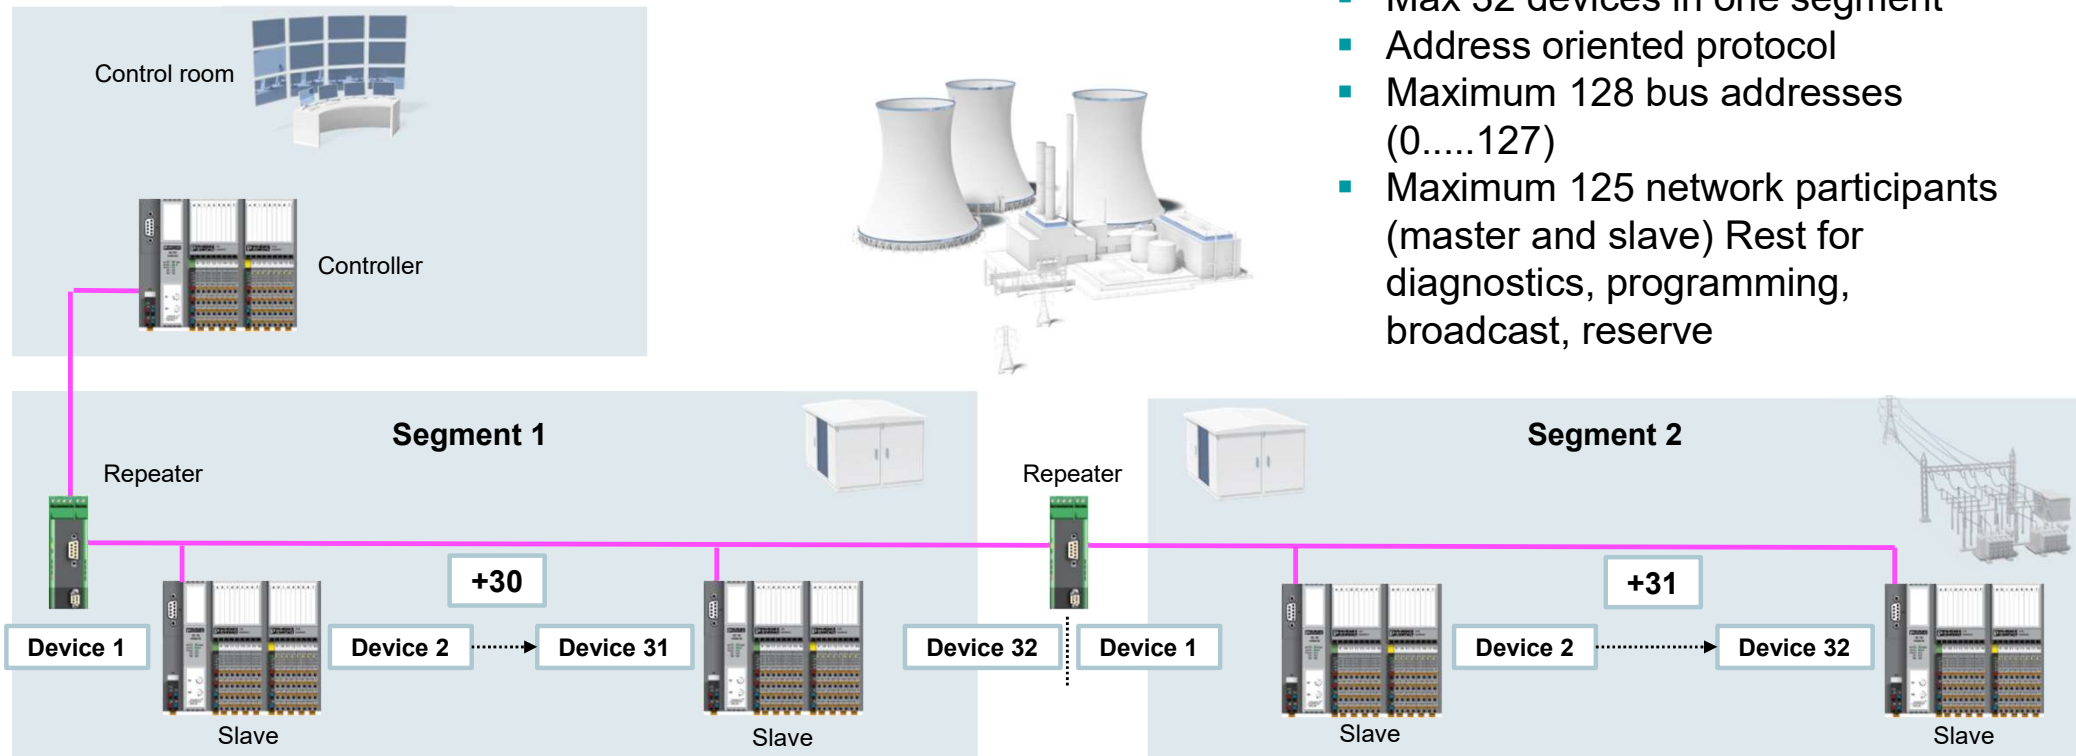 Max 32 devices in one segment
Address oriented protocol
Maximum 128 bus addresses
(0.....127)
Maximum 125 network participants
(master and slave) Rest for
diagnostics, programming,
broadcast, reserve
Control room
Controller
Segment 1
Repeater
+30
Device 1
Device 2
Device 31
Device 32
Slave
Slave
Repeater
Segment 2
+31
Device 1
Device 2
Device 32
Slave
Slave